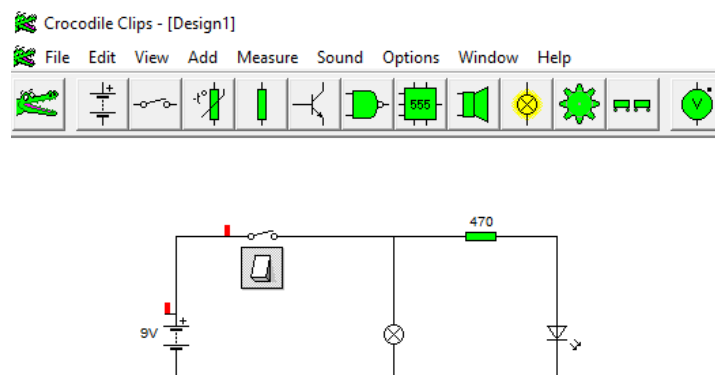 Crocodile Clips - [Design1]
File Edit View Add Measure Sound Options Window Help
-t° 555 V
470
9V